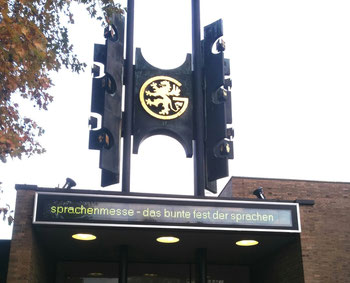 sprachenmesse - das bunte fest der sprachen